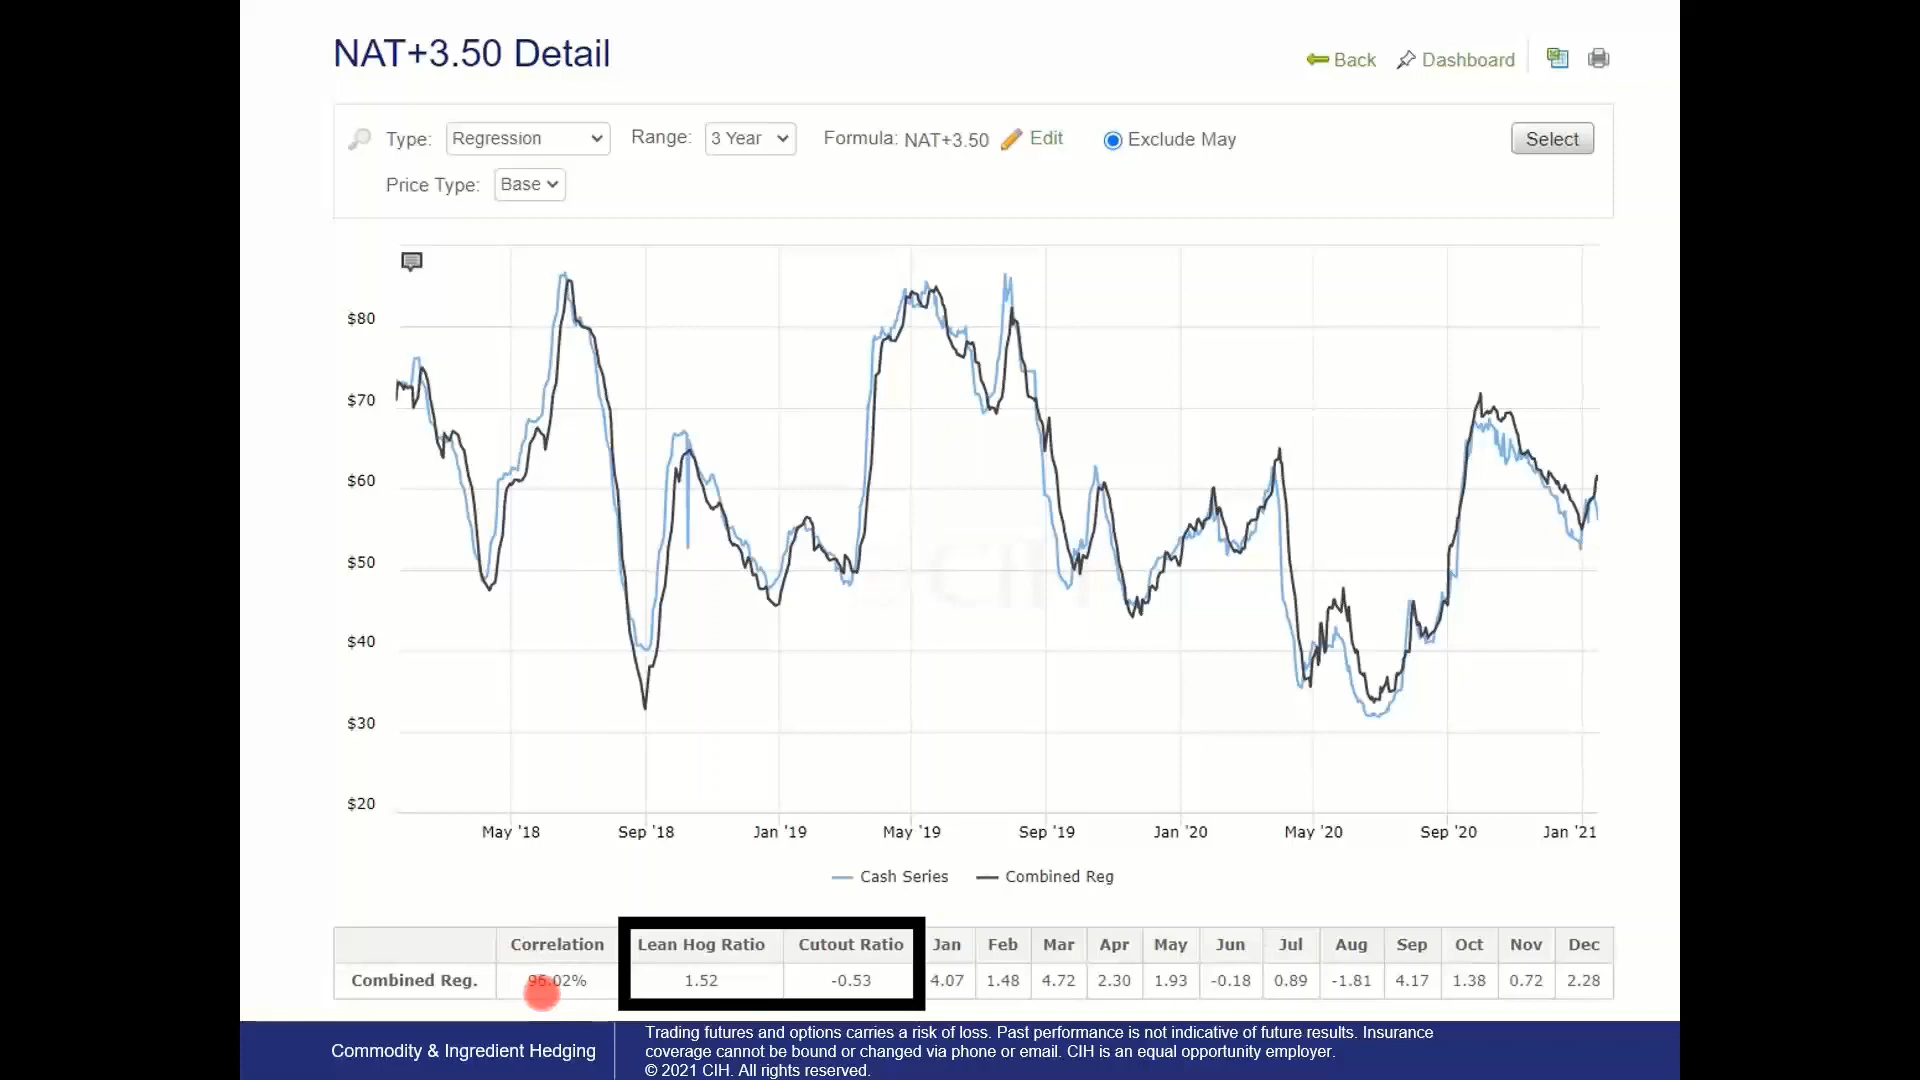 NAT+3.50 Detail
Back Dashboard
Type: Regression Range: 3 Year Formula: NAT+3.50 Edit Exclude May Select
Price Type: Base
$80
$70
$60
$50
$40
$30
$20
CIH
May '18 Sep '18 Jan '19 May '19 Sep '19 Jan '20 May '20 Sep '20 Jan '21
Cash Series Combined Reg
Correlation Lean Hog Ratio Cutout Ratio Jan Feb Mar Apr May Jun Jul Aug Sep Oct Nov Dec
Combined Reg. 96.02% 1.52 -0.53 4.07 1.48 4.72 2.30 1.93 -0.18 0.89 -1.81 4.17 1.38 0.72 2.28
Commodity & Ingredient Hedging
Trading futures and options carries a risk of loss. Past performance is not indicative of future results. Insurance
coverage cannot be bound or changed via phone or email. CIH is an equal opportunity employer.
© 2021 CIH. All rights reserved.